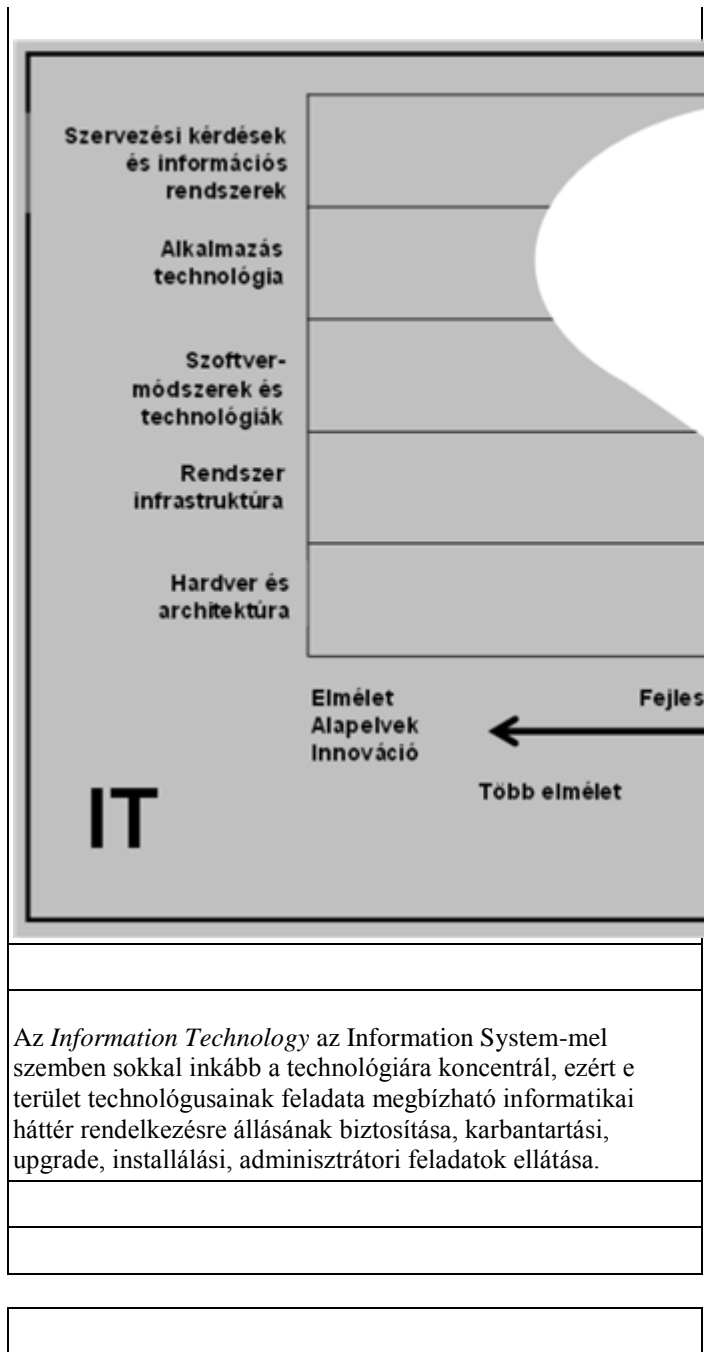 Szervezési kérdések
és információs
rendszerek
Alkalmazás
technológia
Szoftver-
módszerek és
technológiák
Rendszer
infrastruktúra
Hardver és
architektúra
Elmélet
Alapelvek
Innováció
Fejles
Több elmélet
IT
Az Information Technology az Information System-mel
szemben sokkal inkább a technológiára koncentrál, ezért e
terület technológusainak feladata megbízható informatikai
háttér rendelkezésre állásának biztosítása, karbantartási,
upgrade, installálási, adminisztrátori feladatok ellátása.